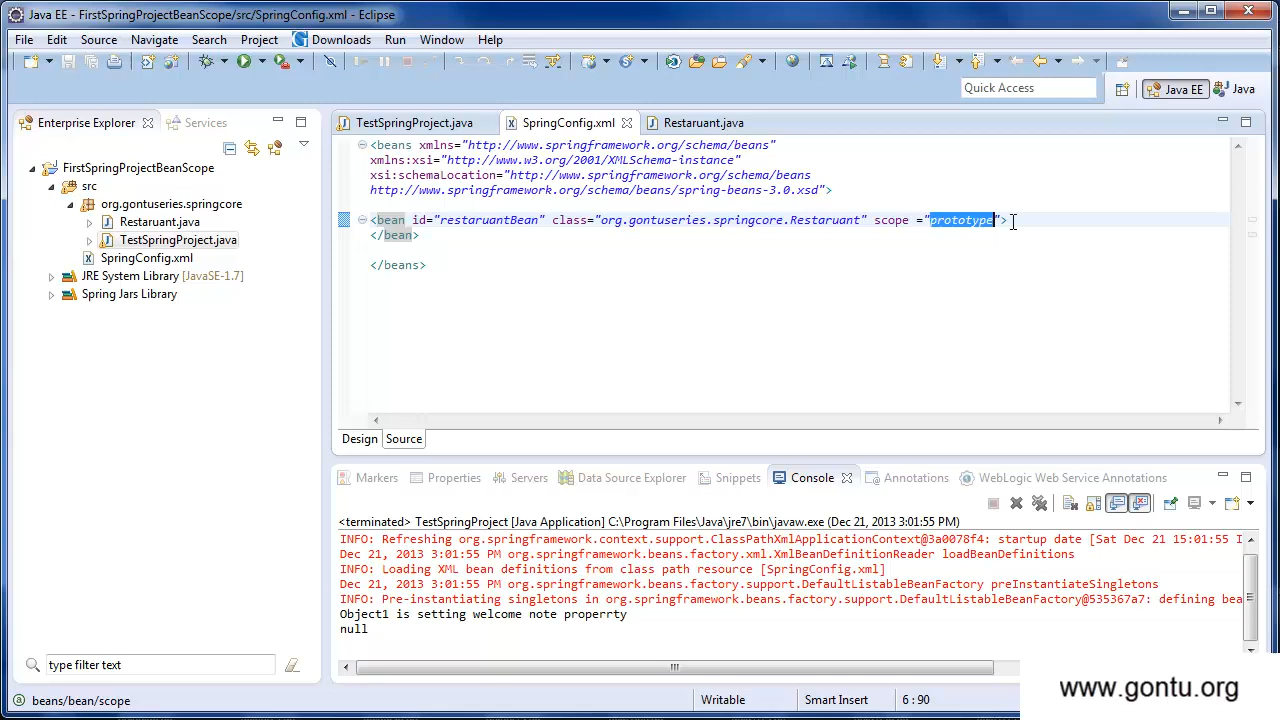 Java EE - FirstSpringProjectBeanScope/src/SpringConfig.xml - Eclipse
File Edit Source Navigate Search Project Downloads Run Window Help
Quick Access
Java EE
Java
Enterprise Explorer
Services
FirstSpringProjectBeanScope
src
org.gontuseries.springcore
Restaruant.java
TestSpringProject.java
SpringConfig.xml
JRE System Library [JavaSE-1.7]
Spring Jars Library
type filter text
TestSpringProject.java SpringConfig.xml Restaruant.java
<beans xmlns="http://www.springframework.org/schema/beans"
xmlns:xsi="http://www.w3.org/2001/XMLSchema-instance"
xsi:schemaLocation="http://www.springframework.org/schema/beans
http://www.springframework.org/schema/beans/spring-beans-3.0.xsd">
<bean id="restaruantBean" class="org.gontuseries.springcore.Restaruant" scope ="prototype">
</bean>
</beans>
Design Source
Markers Properties Servers Data Source Explorer Snippets Console Annotations WebLogic Web Service Annotations
<terminated> TestSpringProject [Java Application] C:\Program Files\Java\jre7\bin\javaw.exe (Dec 21, 2013 3:01:55 PM)
INFO: Refreshing org.springframework.context.support.ClassPathXmlApplicationContext@3a0078f4: startup date [Sat Dec 21 15:01:55 I
Dec 21, 2013 3:01:55 PM org.springframework.beans.factory.xml.XmlBeanDefinitionReader loadBeanDefinitions
INFO: Loading XML bean definitions from class path resource [SpringConfig.xml]
Dec 21, 2013 3:01:55 PM org.springframework.beans.factory.support.DefaultListableBeanFactory preInstantiateSingletons
INFO: Pre-instantiating singletons in org.springframework.beans.factory.support.DefaultListableBeanFactory@535367a7: defining bea
Object1 is setting welcome note properrty
null
beans/bean/scope
Writable
Smart Insert
6 : 90
www.gontu.org